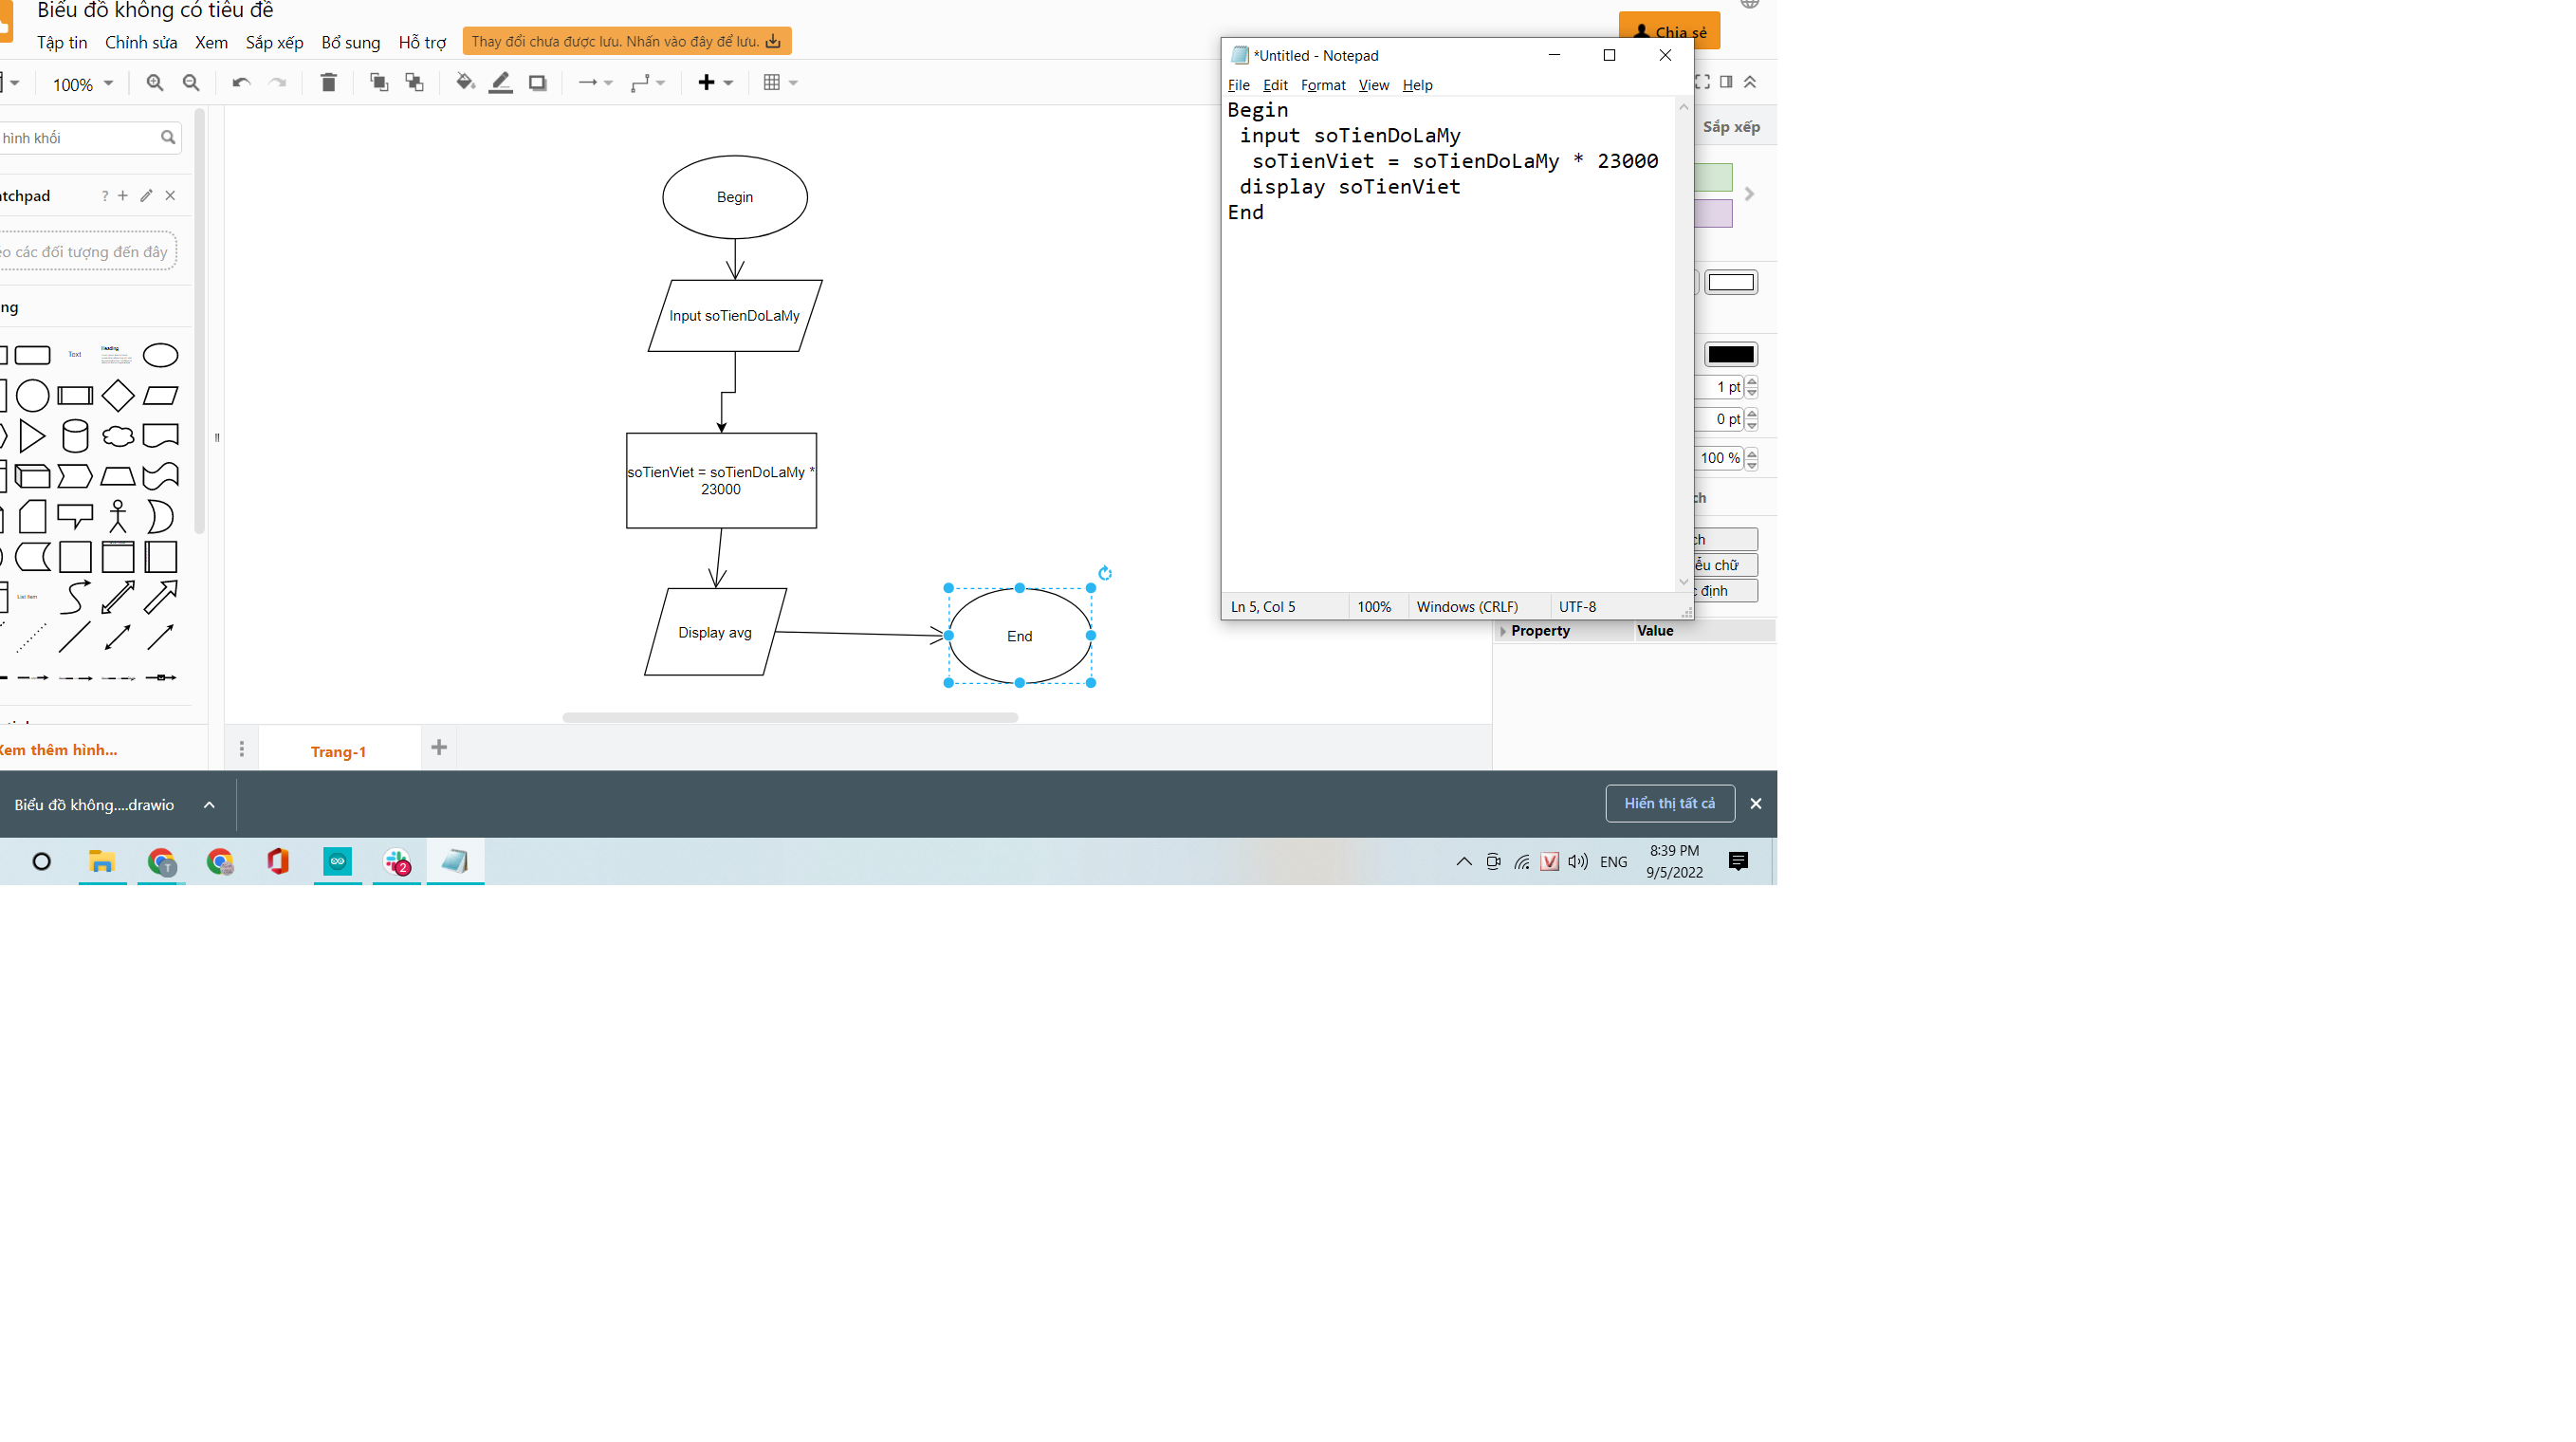 Biểu đồ không có tiêu đề
Tập tin Chỉnh sửa Xem Sắp xếp Bổ sung Hỗ trợ Thay đổi chưa được lưu. Nhấn vào đây để lưu.
Chia sẻ
100%
hình khối
Sắp xếp
tchpad ?
éo các đối tượng đến đây
ng
Text
Heading
List Item
Xem thêm hình...
Begin
Input soTienDoLaMy
soTienViet = soTienDoLaMy *
23000
Display avg
End
*Untitled - Notepad
File Edit Format View Help
Begin
input soTienDoLaMy
soTienViet = soTienDoLaMy * 23000
display soTienViet
End
Ln 5, Col 5 100% Windows (CRLF) UTF-8
1 pt
0 pt
100 %
ch
ch
ểu chữ
định
Property Value
Trang-1
Biểu đồ không....drawio
Hiển thị tất cả
T
2
V
ENG
8:39 PM
9/5/2022